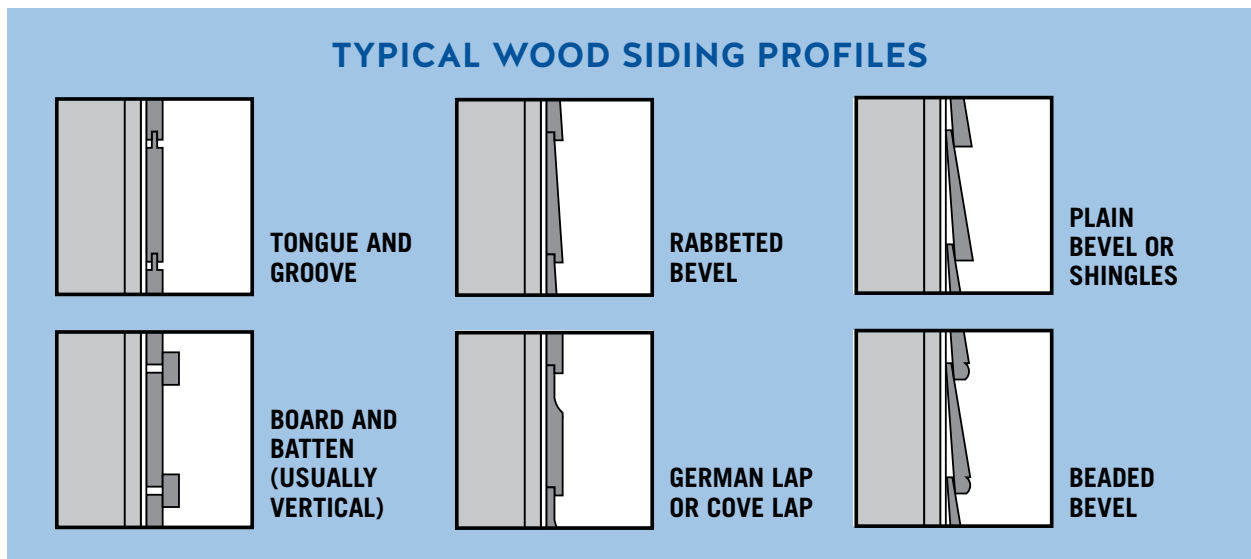 TYPICAL WOOD SIDING PROFILES
TONGUE AND
GROOVE
RABBETED
BEVEL
PLAIN
BEVEL OR
SHINGLES
BOARD AND
BATTEN
(USUALLY
VERTICAL)
GERMAN LAP
OR COVE LAP
BEADED
BEVEL